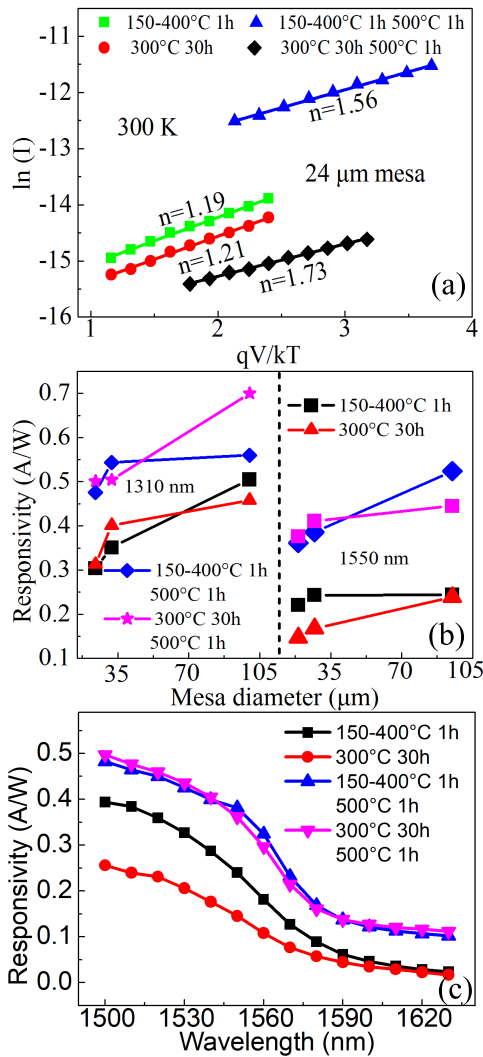 150-400°C 1h
150-400°C 1h 500°C 1h
300°C 30h
300°C 30h 500°C 1h
-11
-12
-13
-14
-15
-16
ln (I)
300 K
n=1.56
24 μm mesa
n=1.19
n=1.21
n=1.73
(a)
1 2 3 4
qV/kT
0.7
0.6
0.5
0.4
0.3
0.2
0.1
Responsivity (A/W)
150-400°C 1h
300°C 30h
1310 nm
1550 nm
150-400°C 1h
500°C 1h
300°C 30h
500°C 1h
(b)
35 70 105 35 70 105
Mesa diameter (μm)
150-400°C 1h
300°C 30h
150-400°C 1h
500°C 1h
300°C 30h
500°C 1h
0.5
0.4
0.3
0.2
0.1
0.0
Responsivity (A/W)
(c)
1500 1530 1560 1590 1620
Wavelength (nm)